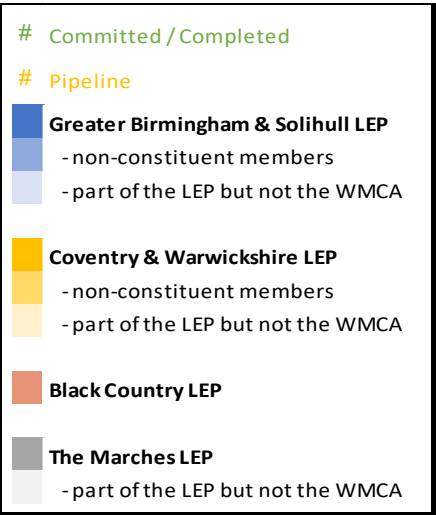 # Committed / Completed
# Pipeline
Greater Birmingham & Solihull LEP
- non-constituent members
- part of the LEP but not the WMCA
Coventry & Warwickshire LEP
- non-constituent members
- part of the LEP but not the WMCA
Black Country LEP
The Marches LEP
- part of the LEP but not the WMCA